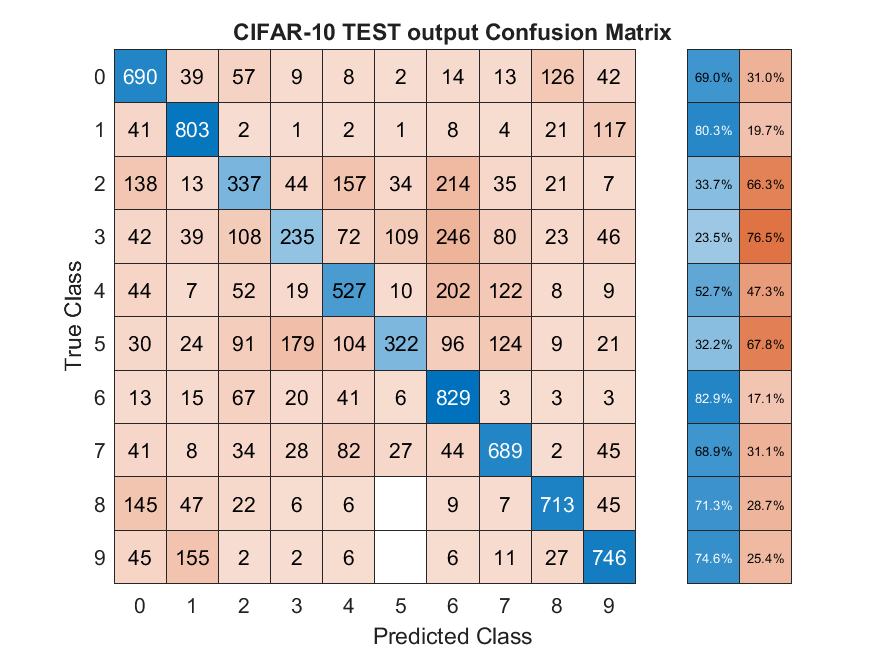 CIFAR-10 TEST output Confusion Matrix
0 690 39 57 9 8 2 14 13 126 42 69.0% 31.0%
1 41 803 2 1 2 1 8 4 21 117 80.3% 19.7%
2 138 13 337 44 157 34 214 35 21 7 33.7% 66.3%
3 42 39 108 235 72 109 246 80 23 46 23.5% 76.5%
4 44 7 52 19 527 10 202 122 8 9 52.7% 47.3%
5 30 24 91 179 104 322 96 124 9 21 32.2% 67.8%
6 13 15 67 20 41 6 829 3 3 3 82.9% 17.1%
7 41 8 34 28 82 27 44 689 2 45 68.9% 31.1%
8 145 47 22 6 6 9 7 713 45 71.3% 28.7%
9 45 155 2 2 6 6 11 27 746 74.6% 25.4%
True Class
0 1 2 3 4 5 6 7 8 9
Predicted Class